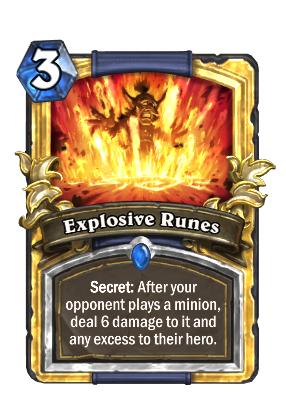 3
Explosive Runes
Secret: After your
opponent plays a minion,
deal 6 damage to it and
any excess to their hero.